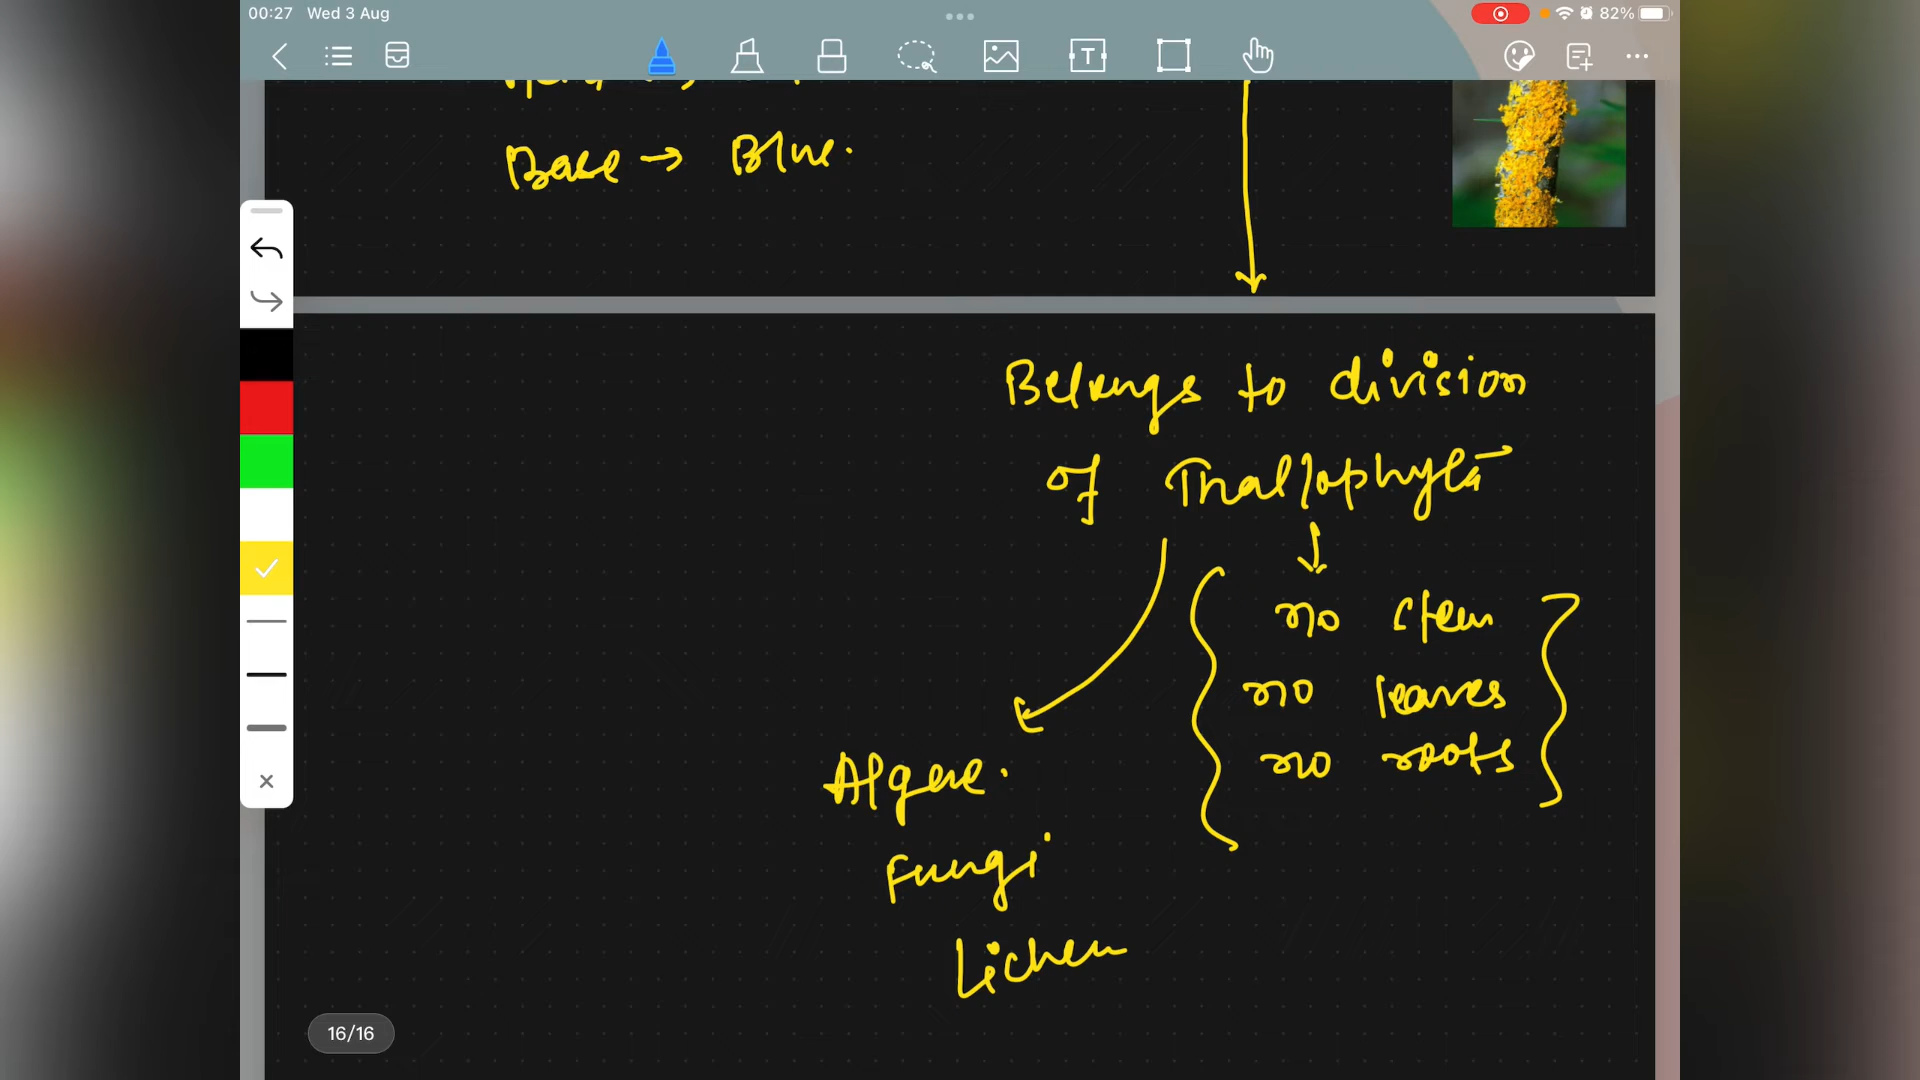 00:27 Wed 3 Aug
82%
T
Base → Blue.
Belongs to division
of Thallophyta
no stem
no leaves
no roots
Algae.
Fungi
Lichen
16/16